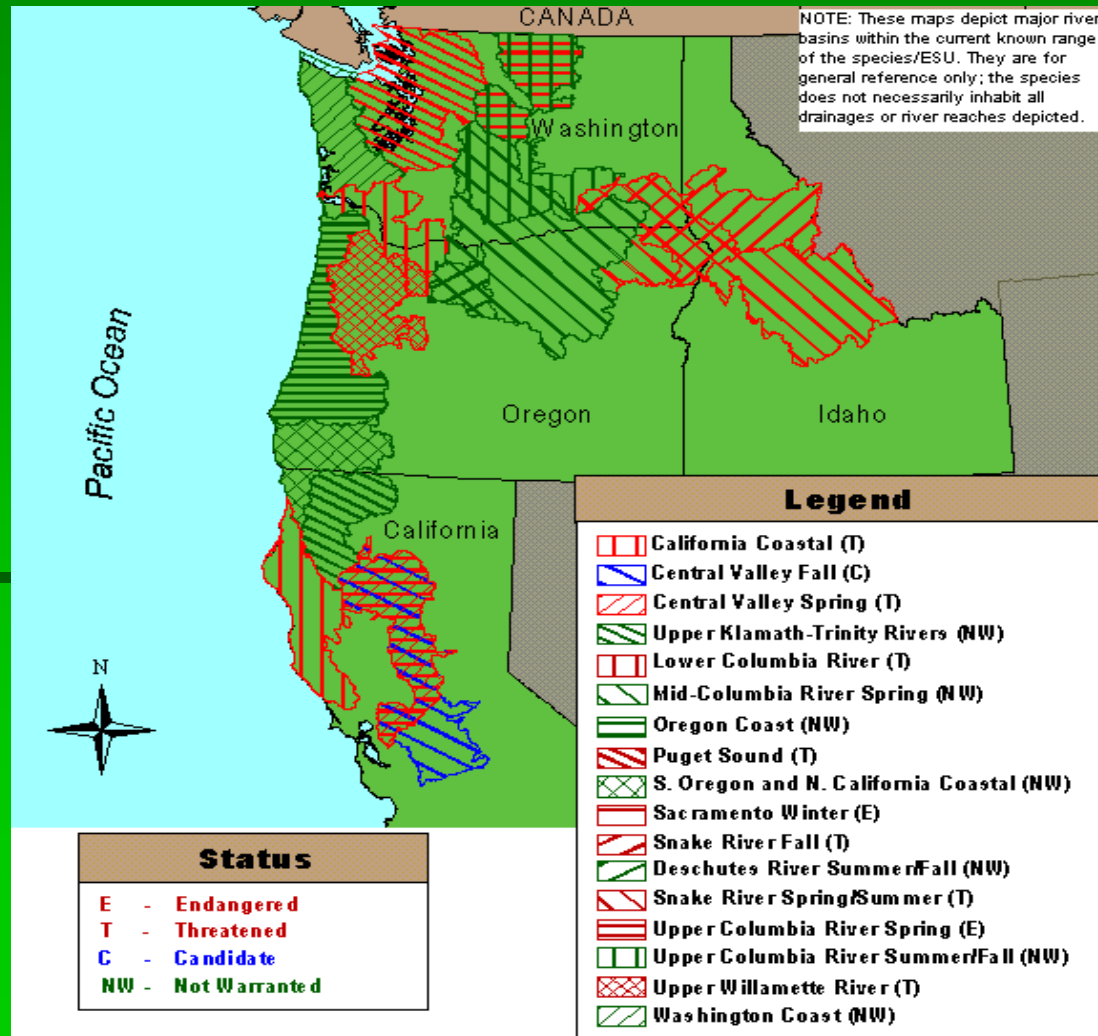 CANADA
NOTE: These maps depict major river
basins within the current known range
of the species/ESU. They are for
general reference only; the species
does not necessarily inhabit all
drainages or river reaches depicted.
Washington
Pacific Ocean
Oregon
Idaho
California
N
Legend
California Coastal (T)
Central Valley Fall (C)
Central Valley Spring (T)
Upper Klamath-Trinity Rivers (NW)
Lower Columbia River (T)
Mid-Columbia River Spring (NW)
Oregon Coast (NW)
Puget Sound (T)
S. Oregon and N. California Coastal (NW)
Sacramento Winter (E)
Snake River Fall (T)
Deschutes River Summer/Fall (NW)
Snake River Spring/Summer (T)
Upper Columbia River Spring (E)
Upper Columbia River Summer/Fall (NW)
Upper Willamette River (T)
Washington Coast (NW)
Status
E - Endangered
T - Threatened
C - Candidate
NW - Not Warranted